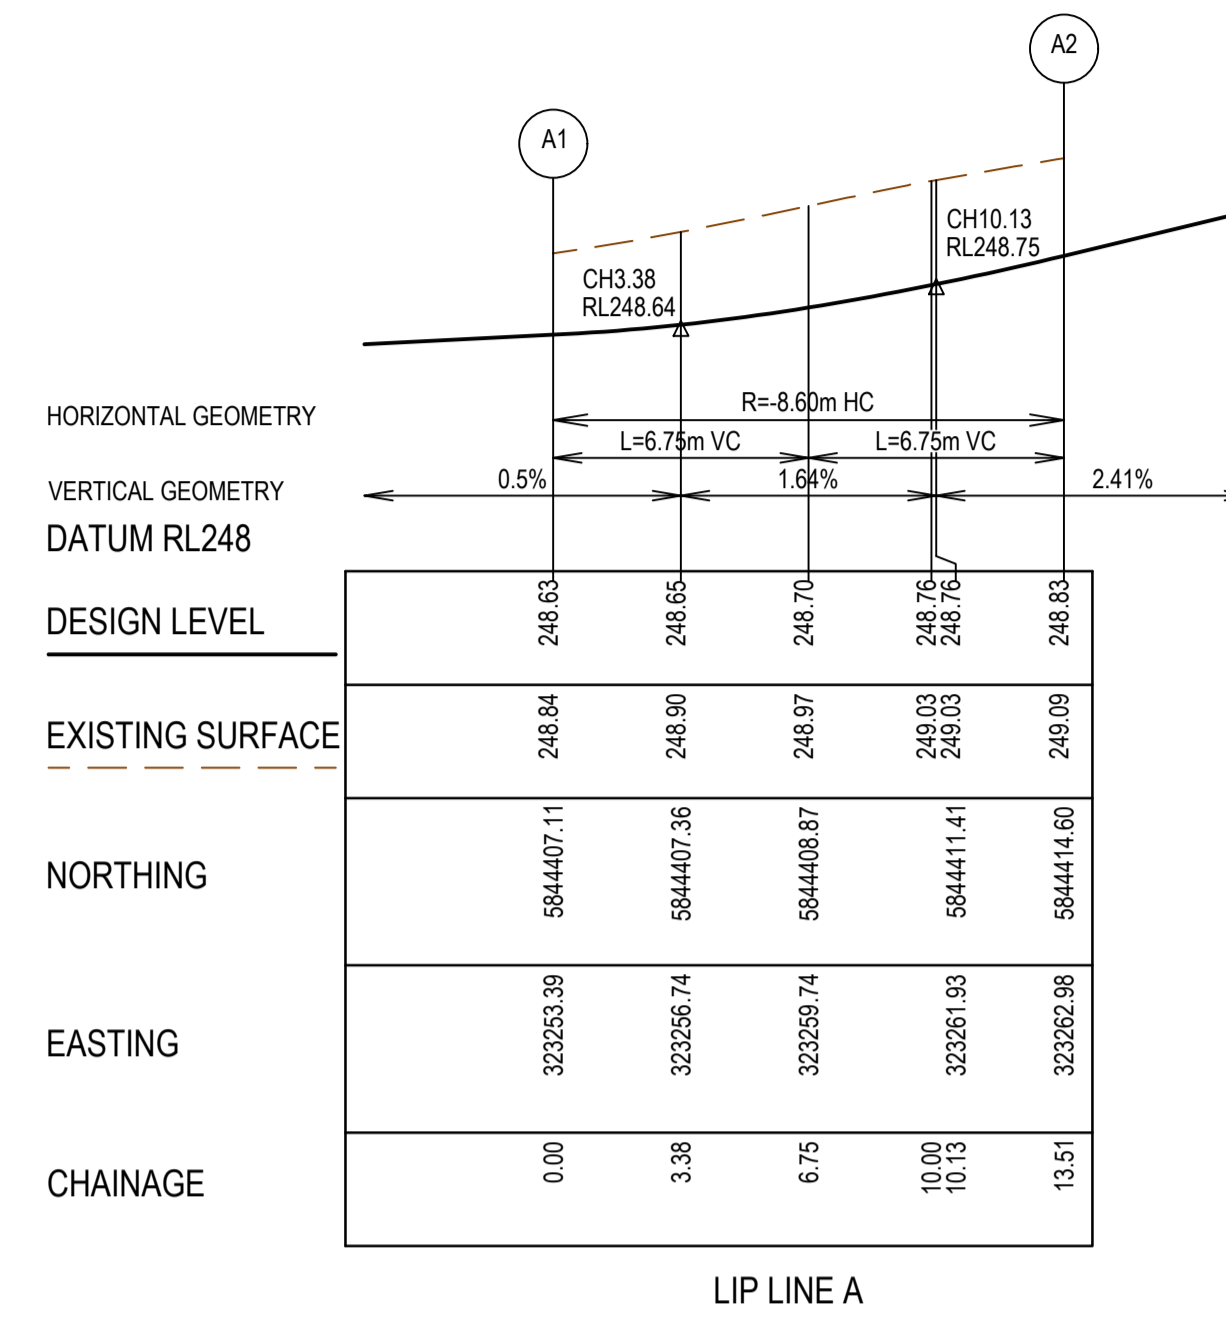 A2
A1
CH10.13
RL248.75
CH3.38
RL248.64
HORIZONTAL GEOMETRY
R=-8.60m HC
L=6.75m VC
L=6.75m VC
VERTICAL GEOMETRY
0.5%
1.64%
2.41%
DATUM RL248
DESIGN LEVEL
248.63
248.65
248.70
248.76
248.76
248.83
EXISTING SURFACE
248.84
248.90
248.97
249.03
249.03
249.09
NORTHING
5844407.11
5844407.36
5844408.87
5844411.41
5844414.60
EASTING
323253.39
323256.74
323259.74
323261.93
323262.98
CHAINAGE
0.00
3.38
6.75
10.00
10.13
13.51
LIP LINE A